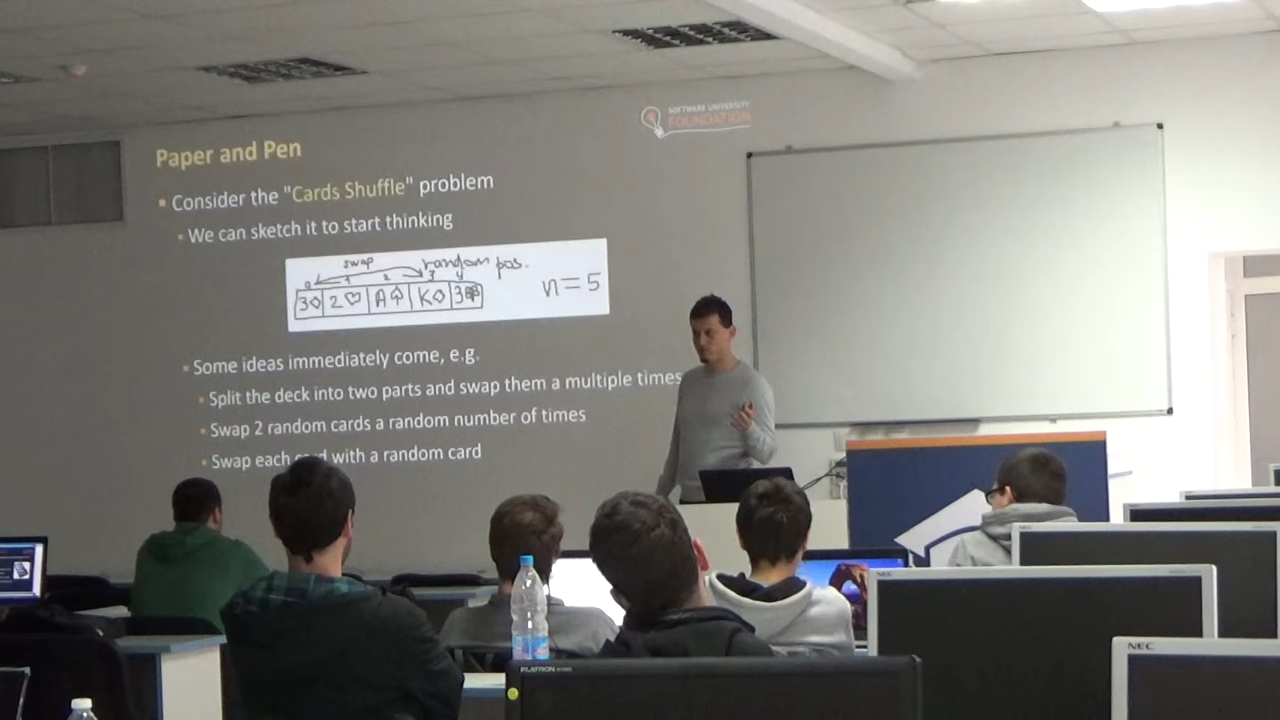 SOFTWARE UNIVERSITY
FOUNDATION
Paper and Pen
Consider the "Cards Shuffle" problem
We can sketch it to start thinking
swap random pos.
0 1 2 3 4
3♢ 2♡ A♤ K♢ 3♣ n=5
Some ideas immediately come, e.g.
Split the deck into two parts and swap them a multiple times
Swap 2 random cards a random number of times
Swap each card with a random card
NEC
NEC
FLATRON